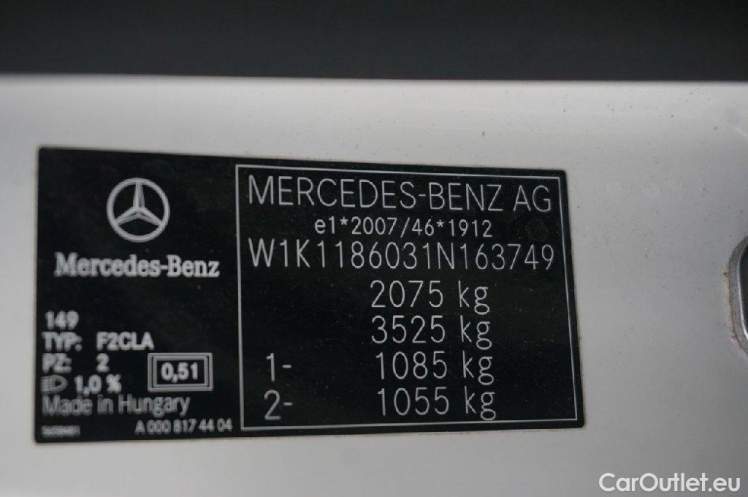 Mercedes-Benz
149
TYP: F2CLA
PZ: 2
1,0 % 0,51
Made in Hungary
A 000 817 44 04
MERCEDES-BENZ AG
e1*2007/46*1912
W1K1186031N163749
2075 kg
3525 kg
1- 1085 kg
2- 1055 kg
CarOutlet.eu